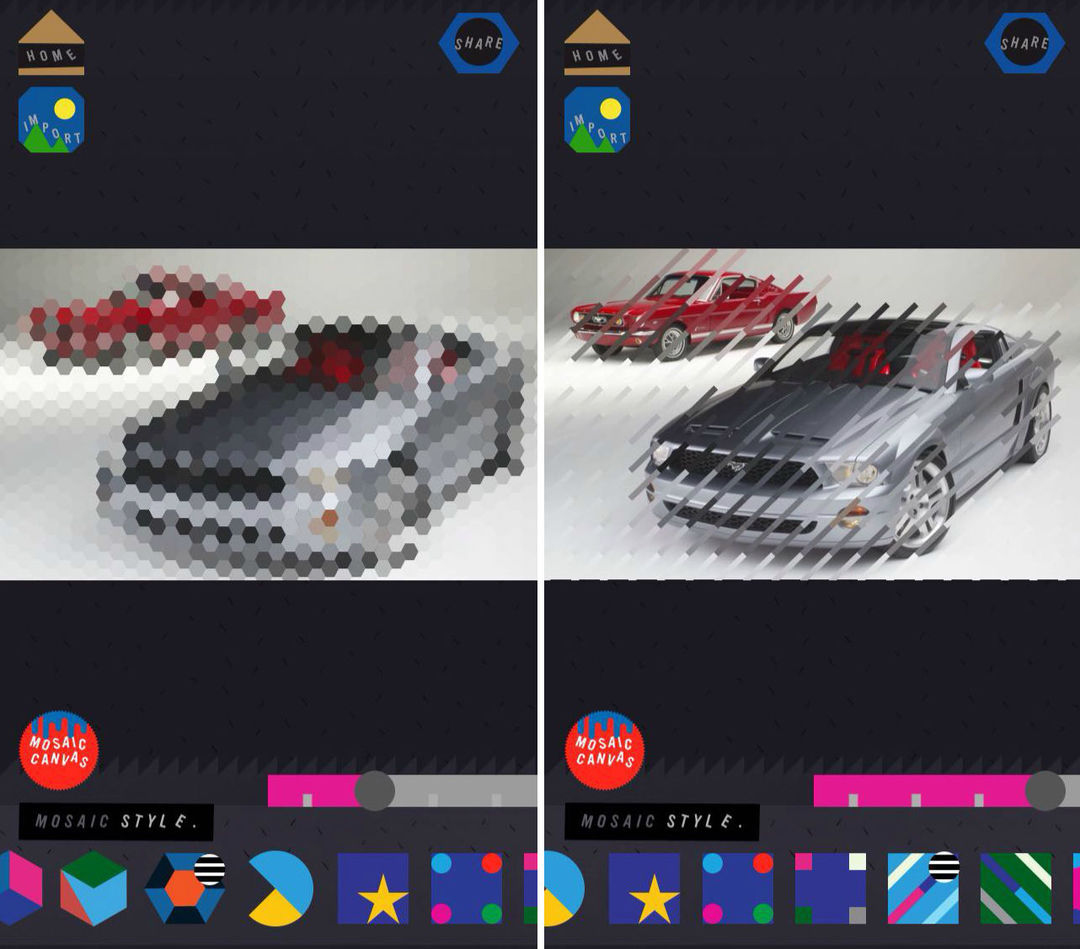 HOME
SHARE
IMPORT
MOSAIC
CANVAS
MOSAIC STYLE.
HOME
SHARE
IMPORT
MOSAIC
CANVAS
MOSAIC STYLE.